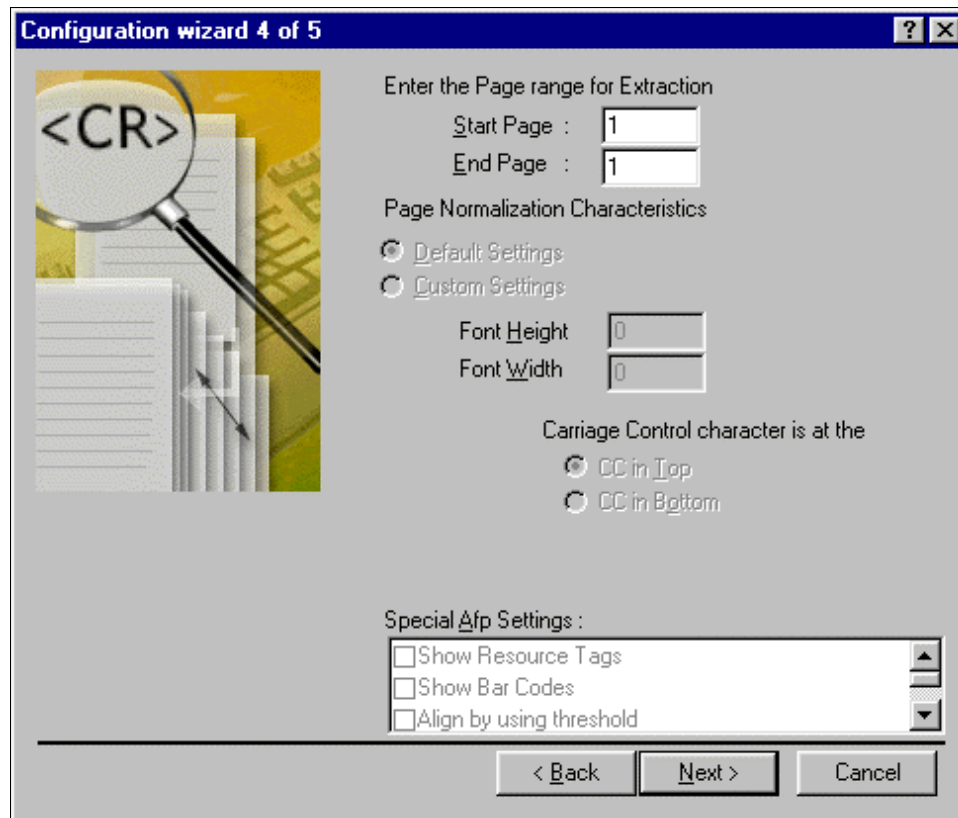 Configuration wizard 4 of 5
<CR>
Enter the Page range for Extraction
Start Page : 1
End Page : 1
Page Normalization Characteristics
Default Settings
Custom Settings
Font Height 0
Font Width 0
Carriage Control character is at the
CC in Top
CC in Bottom
Special Afp Settings :
Show Resource Tags
Show Bar Codes
Align by using threshold
< Back Next > Cancel